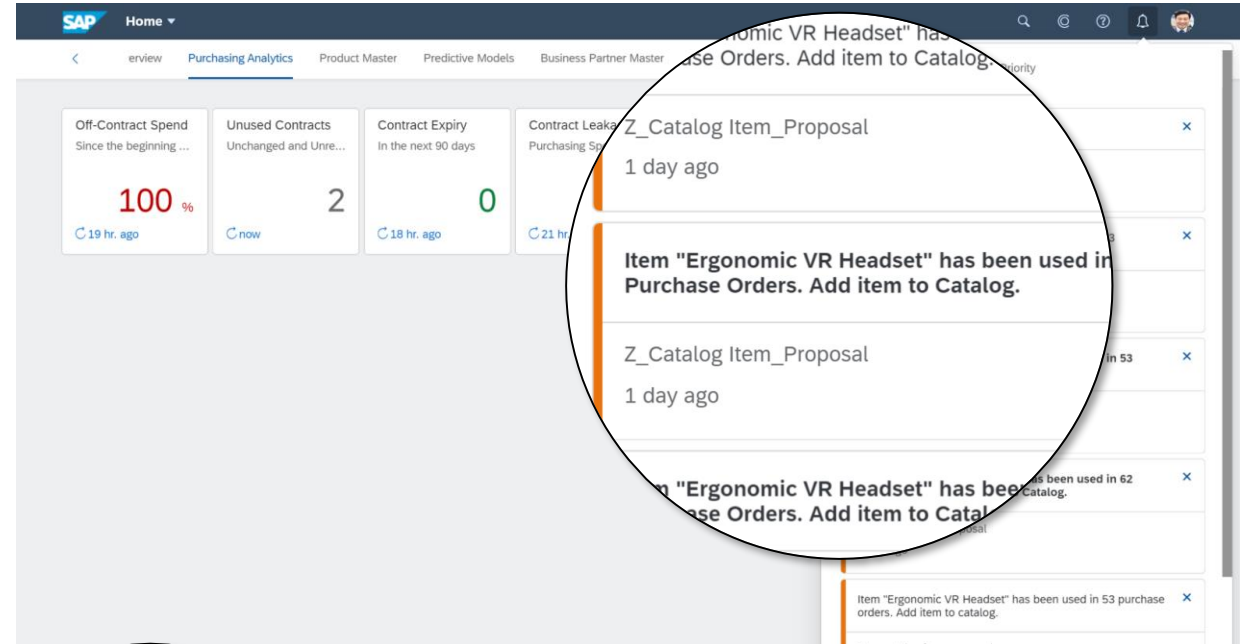 SAP Home
erview Purchasing Analytics Product Master Predictive Models Business Partner Master
Off-Contract Spend
Since the beginning ...
100 %
19 hr. ago
Unused Contracts
Unchanged and Unre...
2
now
Contract Expiry
In the next 90 days
0
18 hr. ago
Contract Leaka
Purchasing Sp
21 hr.
VR Headset" has
Orders. Add item to Catalog.
Z_Catalog Item_Proposal
1 day ago
Item "Ergonomic VR Headset" has been used in
Purchase Orders. Add item to Catalog.
Z_Catalog Item_Proposal
1 day ago
"Ergonomic VR Headset" has been
Orders. Add item to
Priority
in 53
been used in 62
Catalog.
Item "Ergonomic VR Headset" has been used in 53 purchase
orders. Add item to catalog.